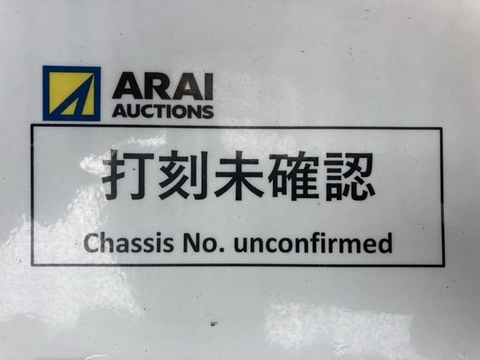 ARAI
AUCTIONS
打刻未確認
Chassis No. unconfirmed